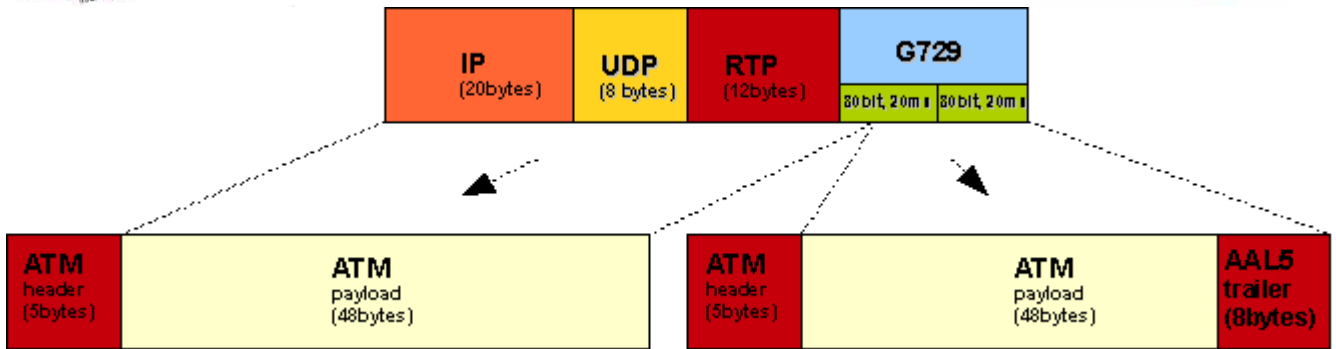 IP
(20bytes)
UDP
(8 bytes)
RTP
(12bytes)
G729
80bit, 20m
80bit, 20m
ATM
header
(5bytes)
ATM
payload
(48bytes)
ATM
header
(5bytes)
ATM
payload
(48bytes)
AAL5
trailer
(8bytes)